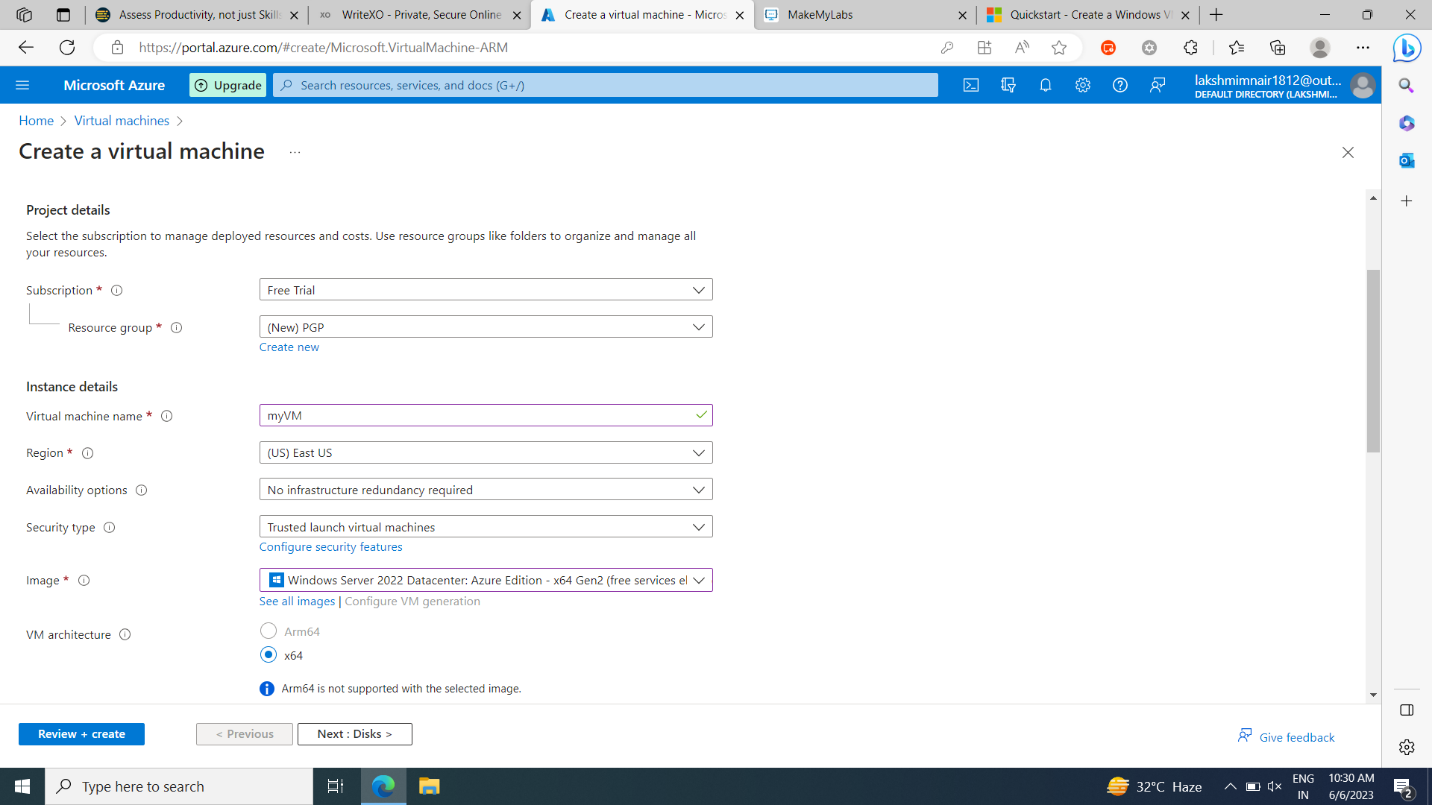 Assess Productivity, not just Skill
WriteXO - Private, Secure Online
Create a virtual machine - Micros
MakeMyLabs
Quickstart - Create a Windows V
https://portal.azure.com/#create/Microsoft.VirtualMachine-ARM
Microsoft Azure
Upgrade
Search resources, services, and docs (G+/)
lakshmimnair1812@out...
DEFAULT DIRECTORY (LAKSHMI...
Home > Virtual machines >
Create a virtual machine ...
Project details
Select the subscription to manage deployed resources and costs. Use resource groups like folders to organize and manage all
your resources.
Subscription *
Free Trial
Resource group *
(New) PGP
Create new
Instance details
Virtual machine name *
myVM
Region *
(US) East US
Availability options
No infrastructure redundancy required
Security type
Trusted launch virtual machines
Configure security features
Image *
Windows Server 2022 Datacenter: Azure Edition - x64 Gen2 (free services el
See all images | Configure VM generation
VM architecture
Arm64
x64
Arm64 is not supported with the selected image.
Review + create
< Previous
Next : Disks >
Give feedback
Type here to search
32°C Haze
ENG
IN
10:30 AM
6/6/2023
2